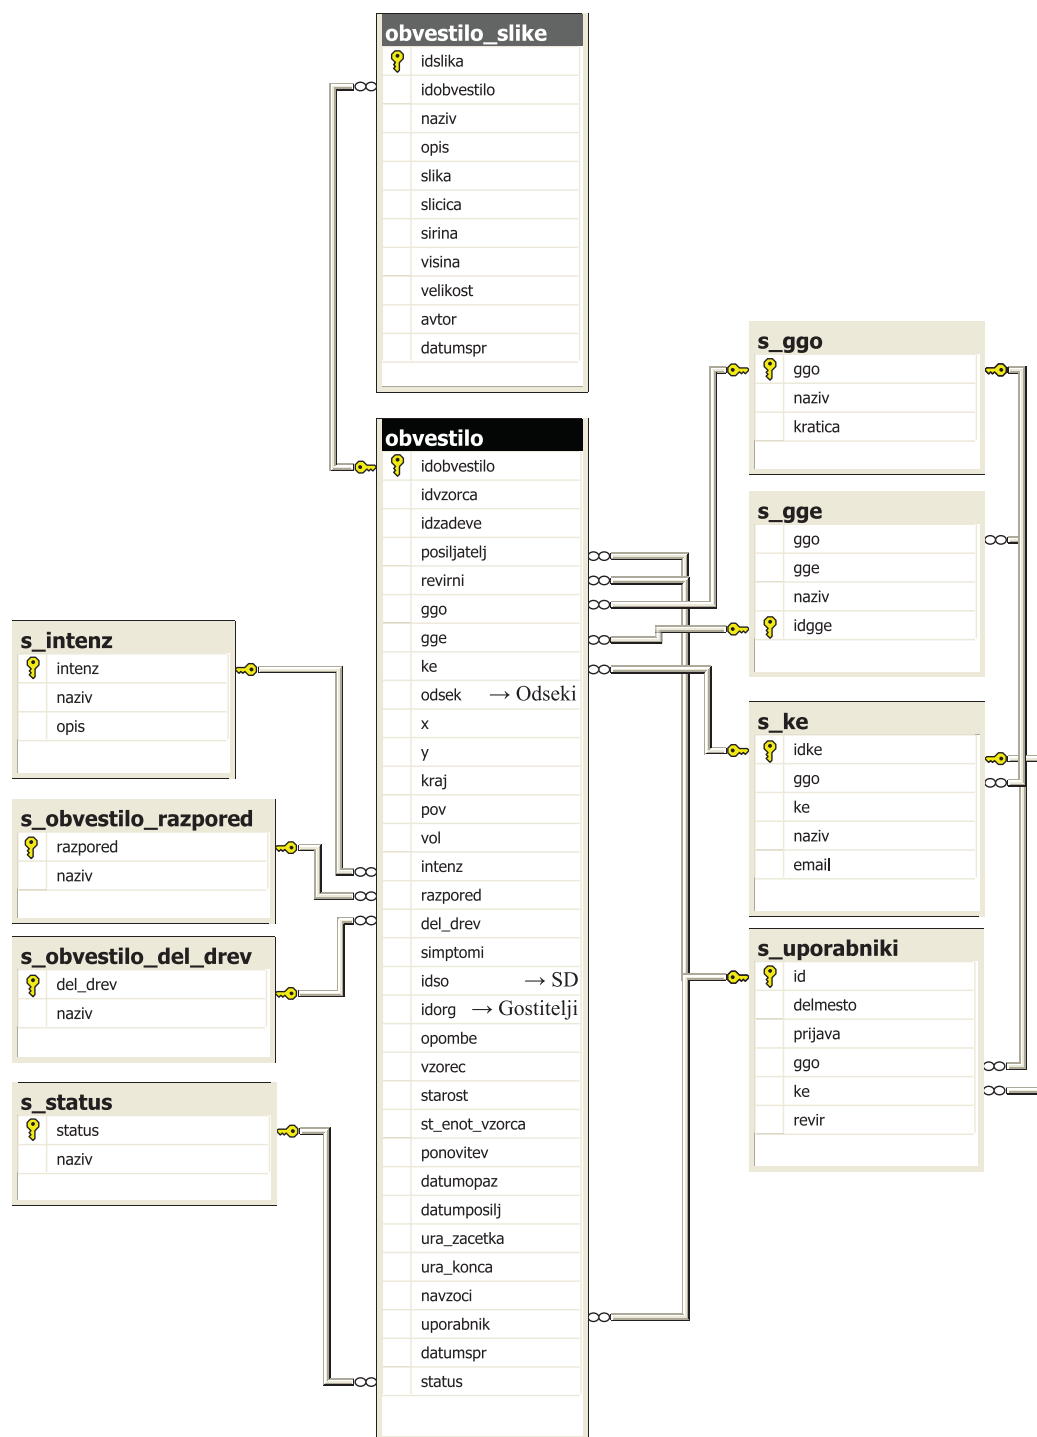 obvestilo_slike
idslika
idobvestilo
naziv
opis
slika
slicica
sirina
visina
velikost
avtor
datumspr
obvestilo
idobvestilo
idvzorca
idzadeve
posiljatelj
revirni
ggo
gge
ke
odsek → Odseki
x
y
kraj
pov
vol
intenz
razpored
del_drev
simptomi
idso → SD
idorg → Gostitelji
opombe
vzorec
starost
st_enot_vzorca
ponovitev
datumopaz
datumposilj
ura_zacetka
ura_konca
navzoci
uporabnik
datumspr
status
s_intenz
intenz
naziv
opis
s_obvestilo_razpored
razpored
naziv
s_obvestilo_del_drev
del_drev
naziv
s_status
status
naziv
s_ggo
ggo
naziv
kratica
s_gge
ggo
gge
naziv
idgge
s_ke
idke
ggo
ke
naziv
email
s_uporabniki
id
delmesto
prijava
ggo
ke
revir